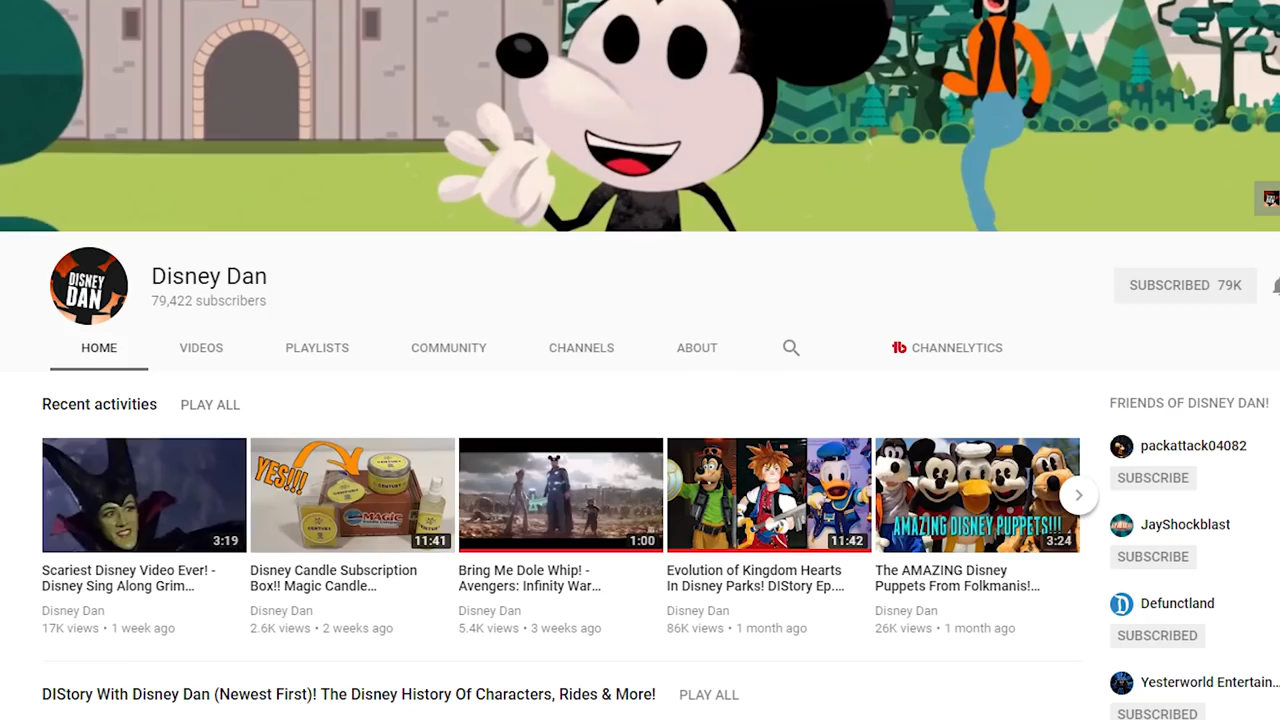 DISNEY
DAN
Disney Dan
79,422 subscribers
SUBSCRIBED 79K
HOME
VIDEOS
PLAYLISTS
COMMUNITY
CHANNELS
ABOUT
CHANNELYTICS
Recent activities
PLAY ALL
3:19
Scariest Disney Video Ever! -
Disney Sing Along Grim...
Disney Dan
17K views • 1 week ago
YES!!!
CENTURY
CENTURY
MAGIC
11:41
Disney Candle Subscription
Box!! Magic Candle...
Disney Dan
2.6K views • 2 weeks ago
1:00
Bring Me Dole Whip! -
Avengers: Infinity War...
Disney Dan
5.4K views • 3 weeks ago
11:42
Evolution of Kingdom Hearts
In Disney Parks! DIStory Ep....
Disney Dan
86K views • 1 month ago
AMAZING DISNEY PUPPETS!!!
3:24
The AMAZING Disney
Puppets From Folkmanis!...
Disney Dan
26K views • 1 month ago
FRIENDS OF DISNEY DAN!
packattack04082
SUBSCRIBE
JayShockblast
SUBSCRIBE
Defunctland
SUBSCRIBED
Yesterworld Entertain...
SUBSCRIBED
DIStory With Disney Dan (Newest First)! The Disney History Of Characters, Rides & More!
PLAY ALL